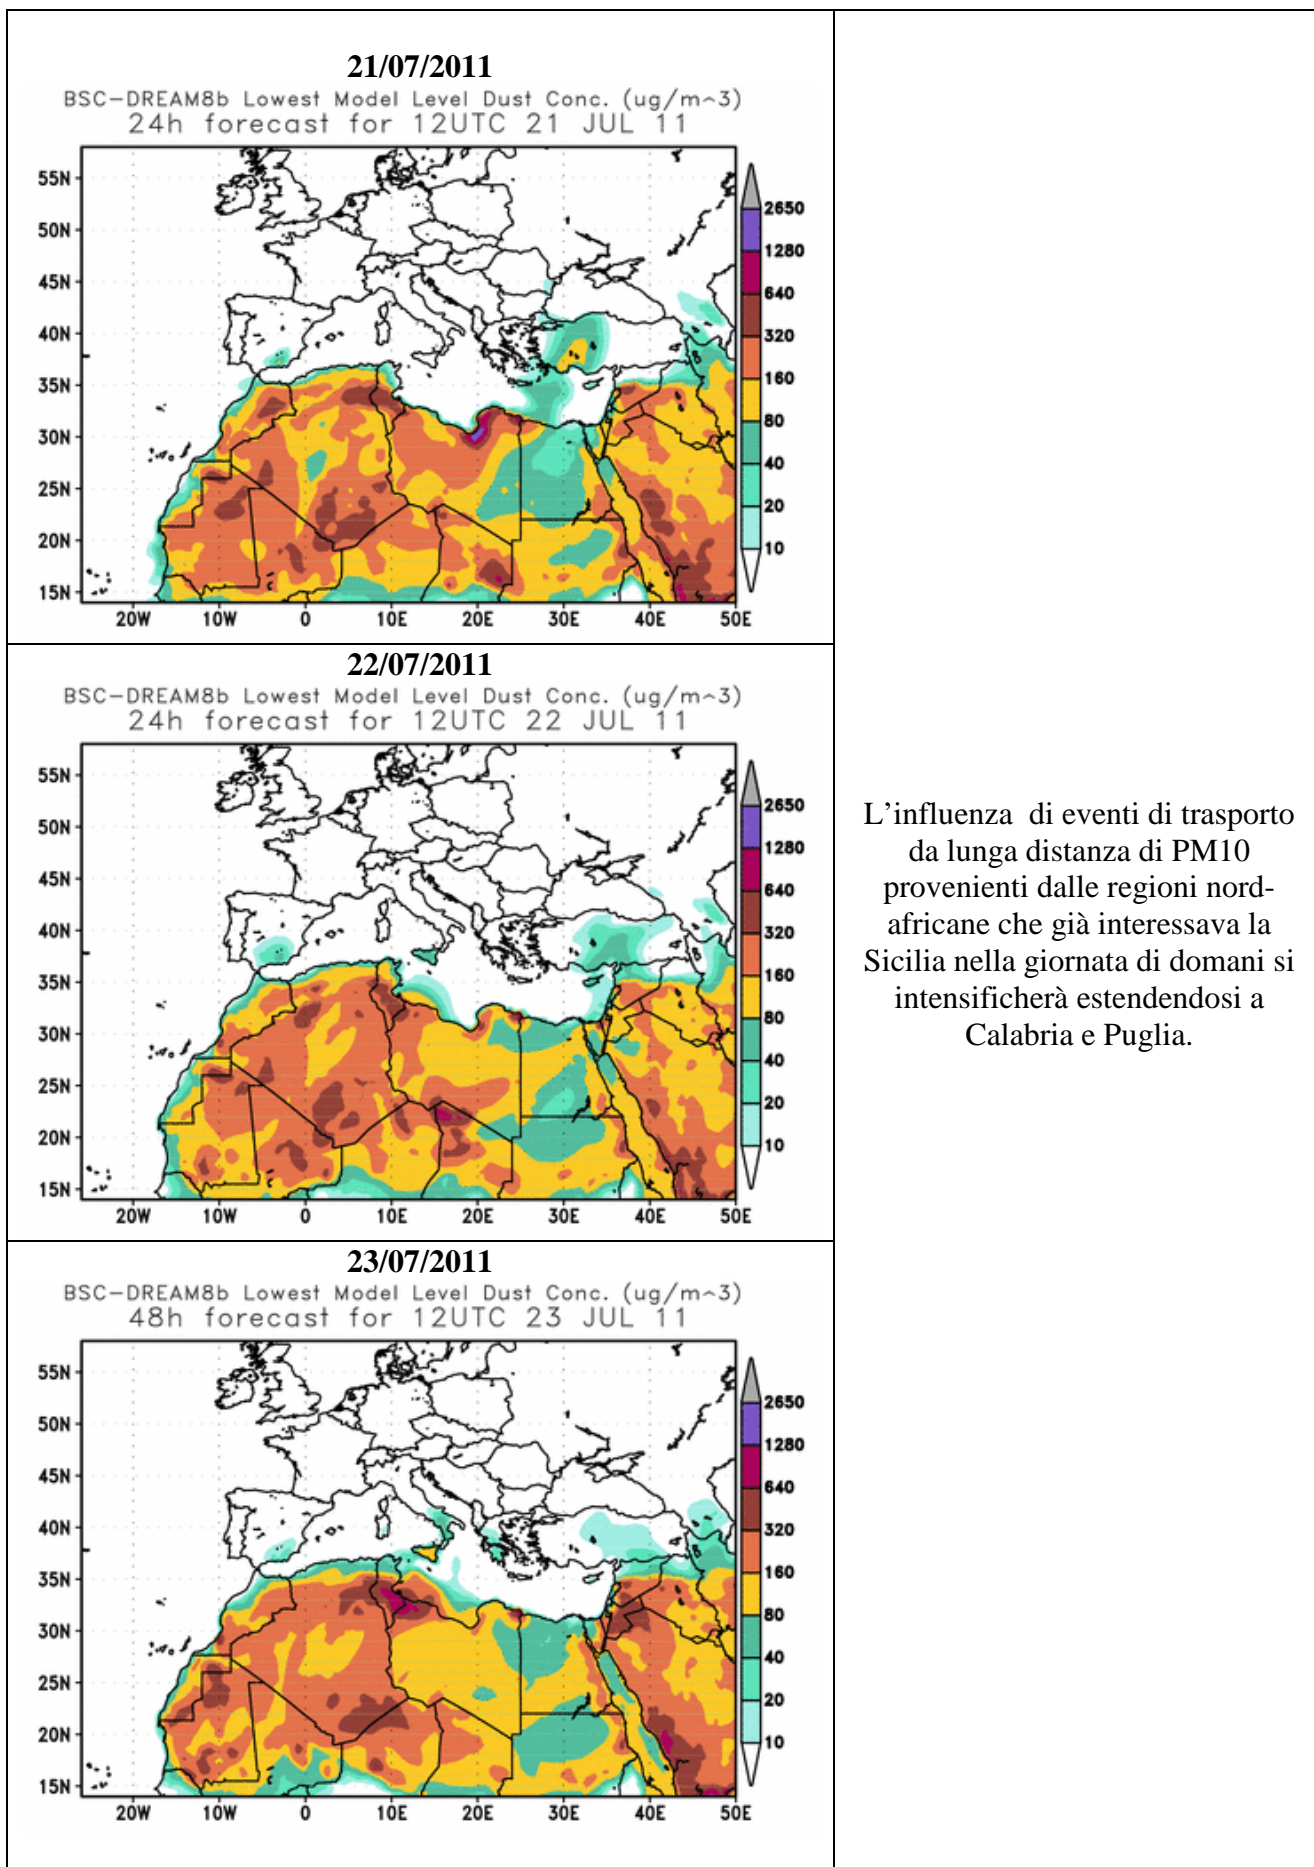 21/07/2011
BSC-DREAM8b Lowest Model Level Dust Conc. (ug/m^3)
24h forecast for 12UTC 21 JUL 11
55N
50N
45N
40N
35N
30N
25N
20N
15N
20W 10W 0 10E 20E 30E 40E 50E
2650
1280
640
320
160
80
40
20
10
22/07/2011
BSC-DREAM8b Lowest Model Level Dust Conc. (ug/m^3)
24h forecast for 12UTC 22 JUL 11
55N
50N
45N
40N
35N
30N
25N
20N
15N
20W 10W 0 10E 20E 30E 40E 50E
2650
1280
640
320
160
80
40
20
10
L'influenza di eventi di trasporto
da lunga distanza di PM10
provenienti dalle regioni nord-
africane che già interessava la
Sicilia nella giornata di domani si
intensificherà estendendosi a
Calabria e Puglia.
23/07/2011
BSC-DREAM8b Lowest Model Level Dust Conc. (ug/m^3)
48h forecast for 12UTC 23 JUL 11
55N
50N
45N
40N
35N
30N
25N
20N
15N
20W 10W 0 10E 20E 30E 40E 50E
2650
1280
640
320
160
80
40
20
10